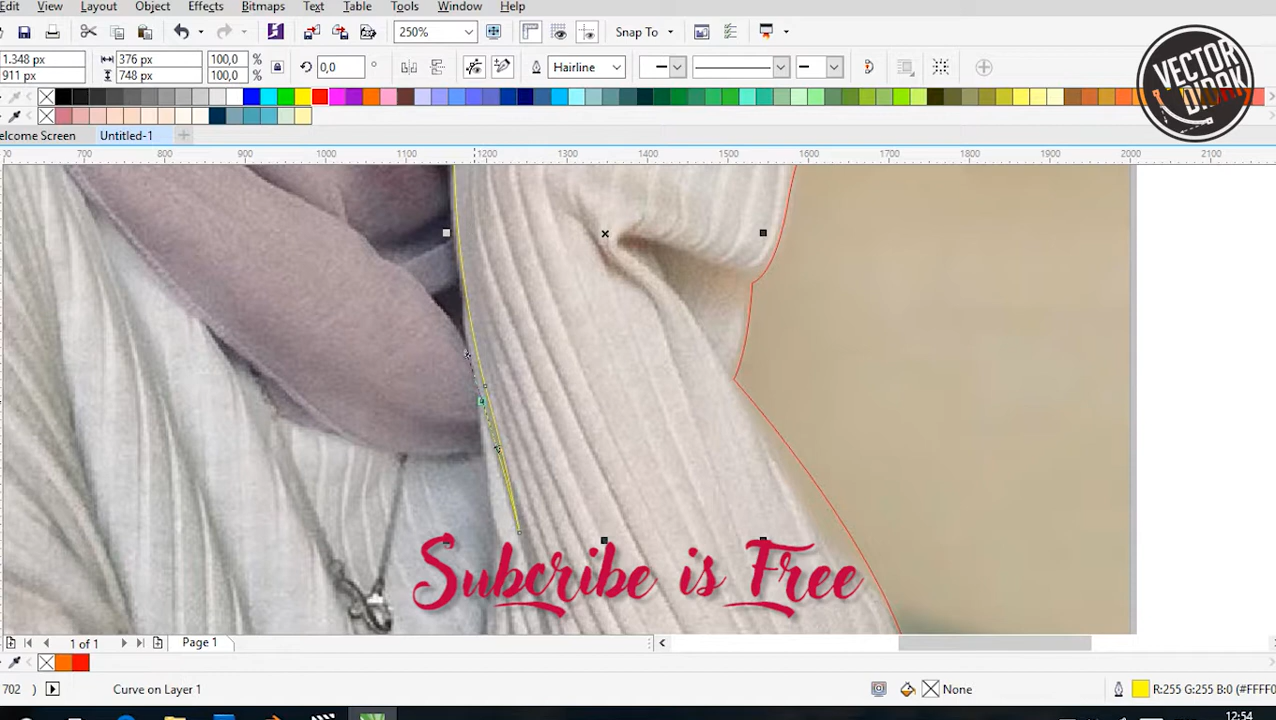 Edit View Layout Object Effects Bitmaps Text Table Tools Window Help
250% Snap To
1.348 px 376 px 100,0 % 0,0 ° Hairline
911 px 748 px 100,0 %
VECTOR
DIDAK
elcome Screen Untitled-1
700 800 900 1000 1100 1200 1300 1400 1500 1600 1700 1800 1900 2000 2100
Subcribe is Free
1 of 1 Page 1
702 ) Curve on Layer 1 None R:255 G:255 B:0 (#FFFF0
12:54